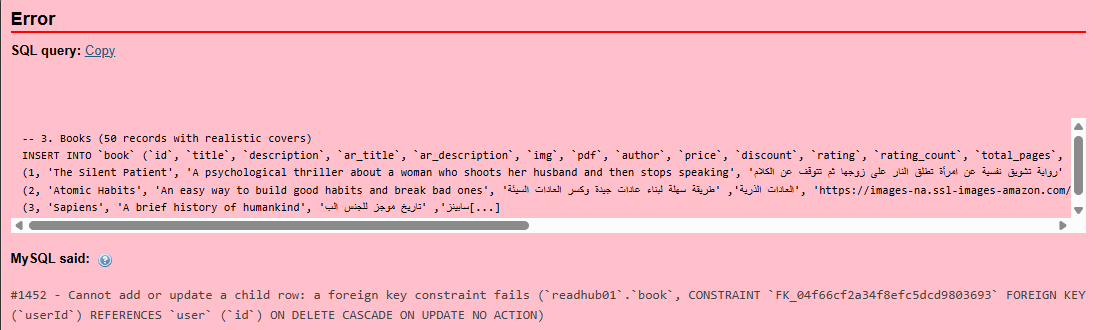 Error
SQL query: Copy
-- 3. Books (50 records with realistic covers)
INSERT INTO `book` (`id`, `title`, `description`, `ar_title`, `ar_description`, `img`, `pdf`, `author`, `price`, `discount`, `rating`, `rating_count`, `total_pages`,
(1, 'The Silent Patient', 'A psychological thriller about a woman who shoots her husband and then stops speaking', 'رواية تشويق نفسية عن امرأة تطلق النار على زوجها ثم تتوقف عن الكلام'
(2, 'Atomic Habits', 'An easy way to build good habits and break bad ones', 'العادات الذرية', 'طريقة سهلة لبناء عادات جيدة وكسر العادات السيئة', 'https://images-na.ssl-images-amazon.com/
(3, 'Sapiens', 'A brief history of humankind', 'سابينز', 'تاريخ موجز للجنس الب[...]
MySQL said:
#1452 - Cannot add or update a child row: a foreign key constraint fails (`readhub01`.`book`, CONSTRAINT `FK_04f66cf2a34f8efc5dcd9803693` FOREIGN KEY
(`userId`) REFERENCES `user` (`id`) ON DELETE CASCADE ON UPDATE NO ACTION)